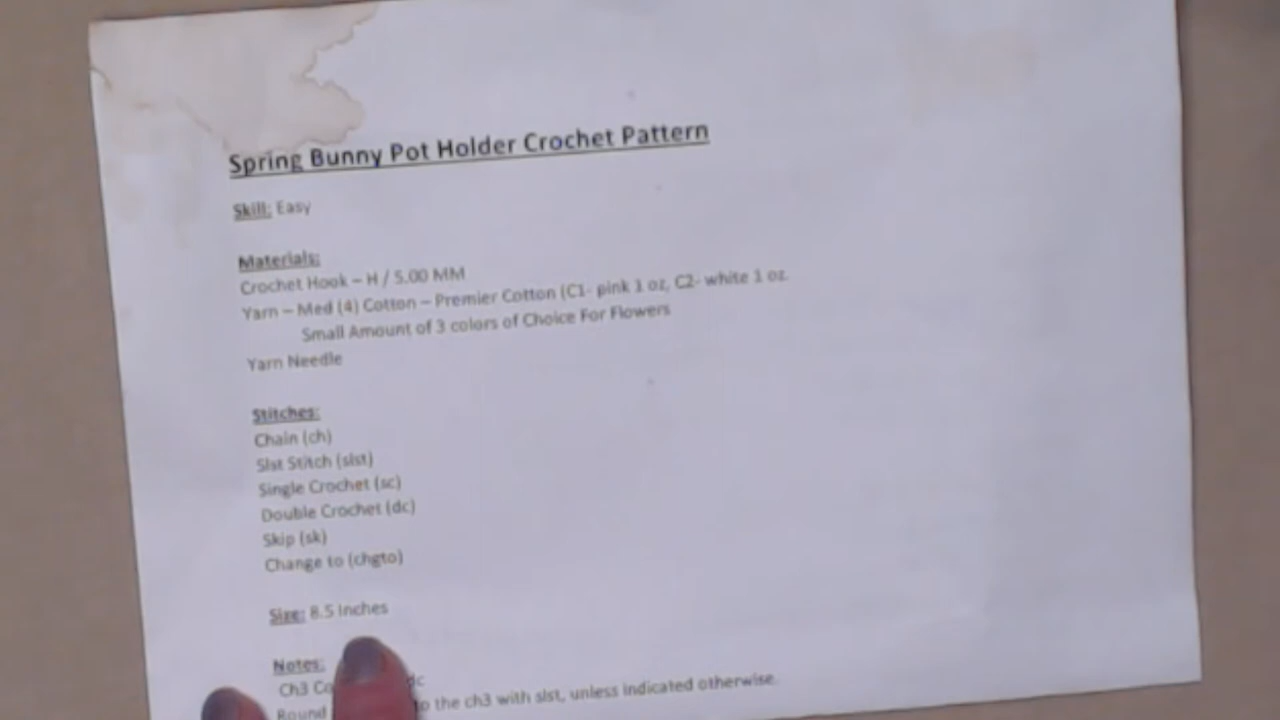 Spring Bunny Pot Holder Crochet Pattern
Skill: Easy
Materials:
Crochet Hook – H / 5.00 MM
Yarn – Med (4) Cotton – Premier Cotton (C1- pink 1 oz, C2- white 1 oz.
Small Amount of 3 colors of Choice For Flowers
Yarn Needle
Stitches:
Chain (ch)
Slst Stitch (slst)
Single Crochet (sc)
Double Crochet (dc)
Skip (sk)
Change to (chgto)
Size: 8.5 Inches
Notes:
Ch3
Round the ch3 with slst, unless indicated otherwise.